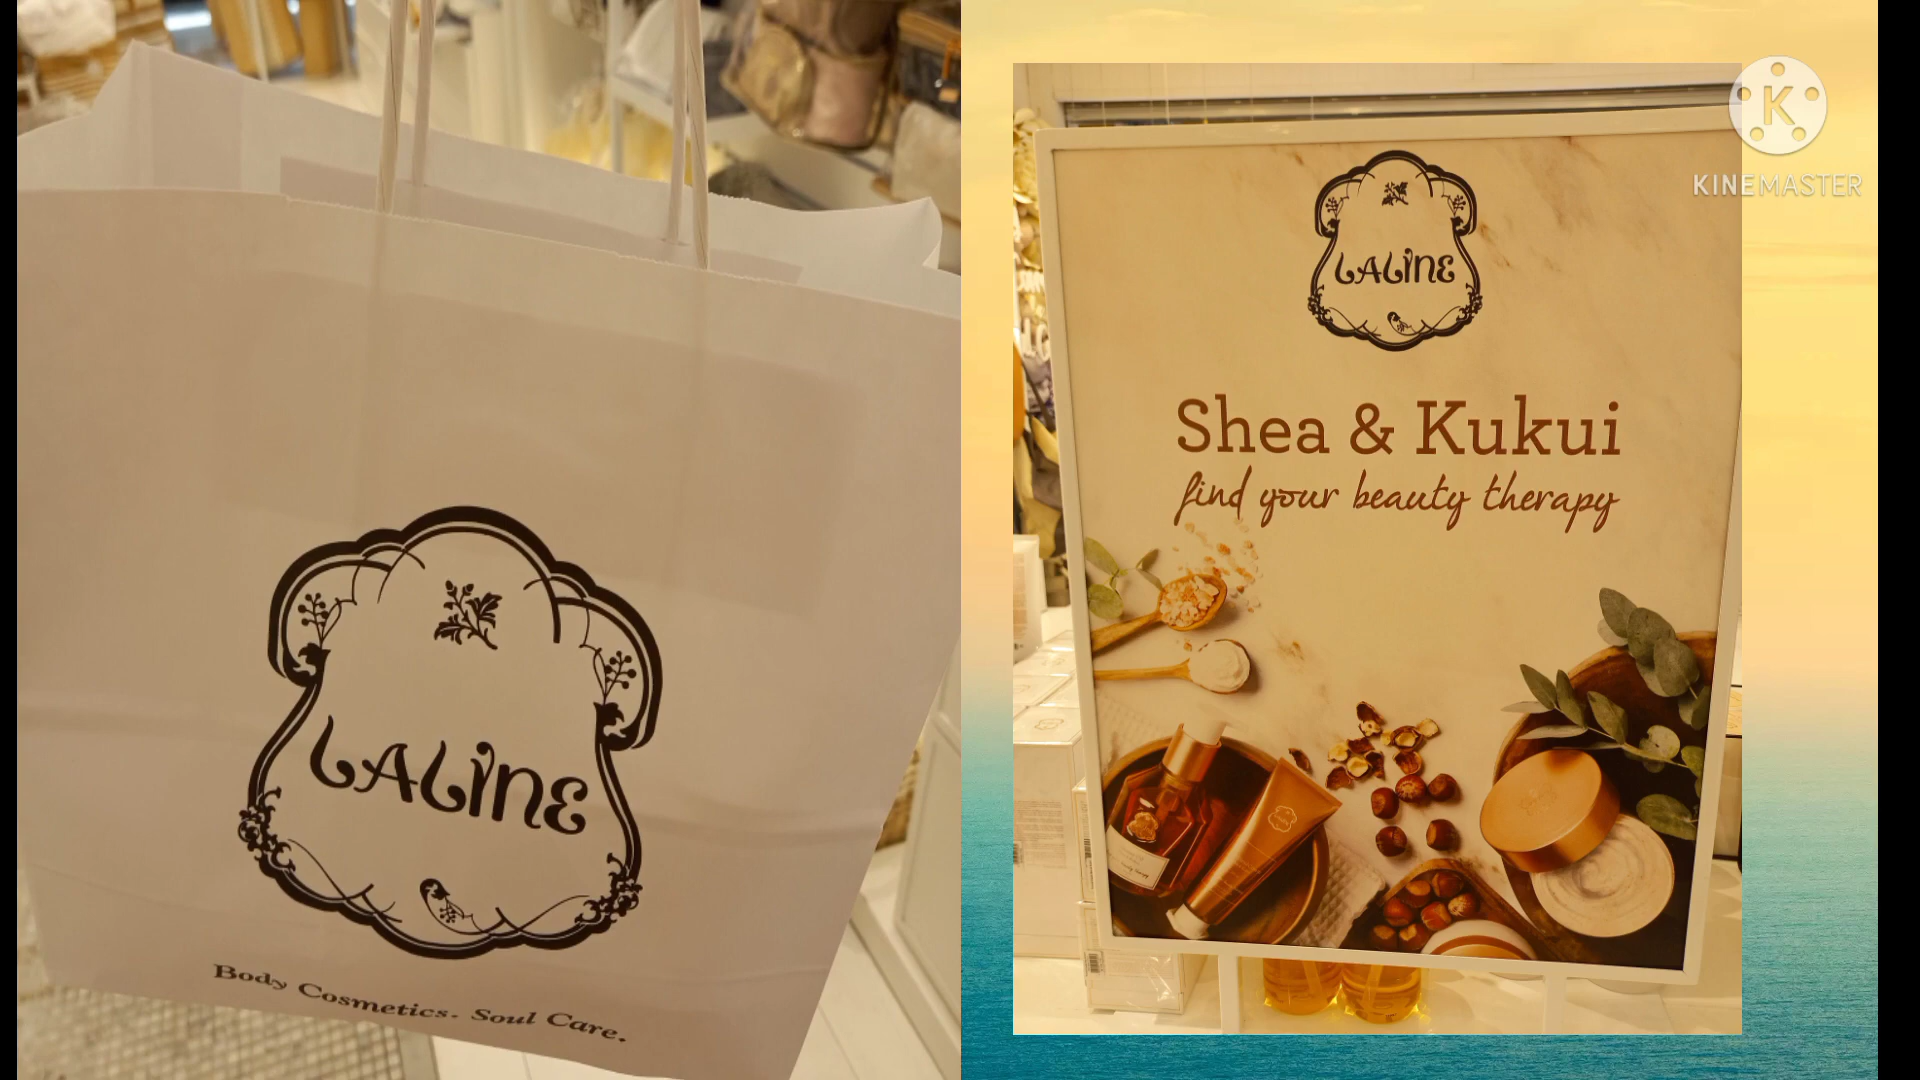 LALINE
Body Cosmetics. Soul Care.
LALINE
Shea & Kukui
find your beauty therapy
K
KINEMASTER